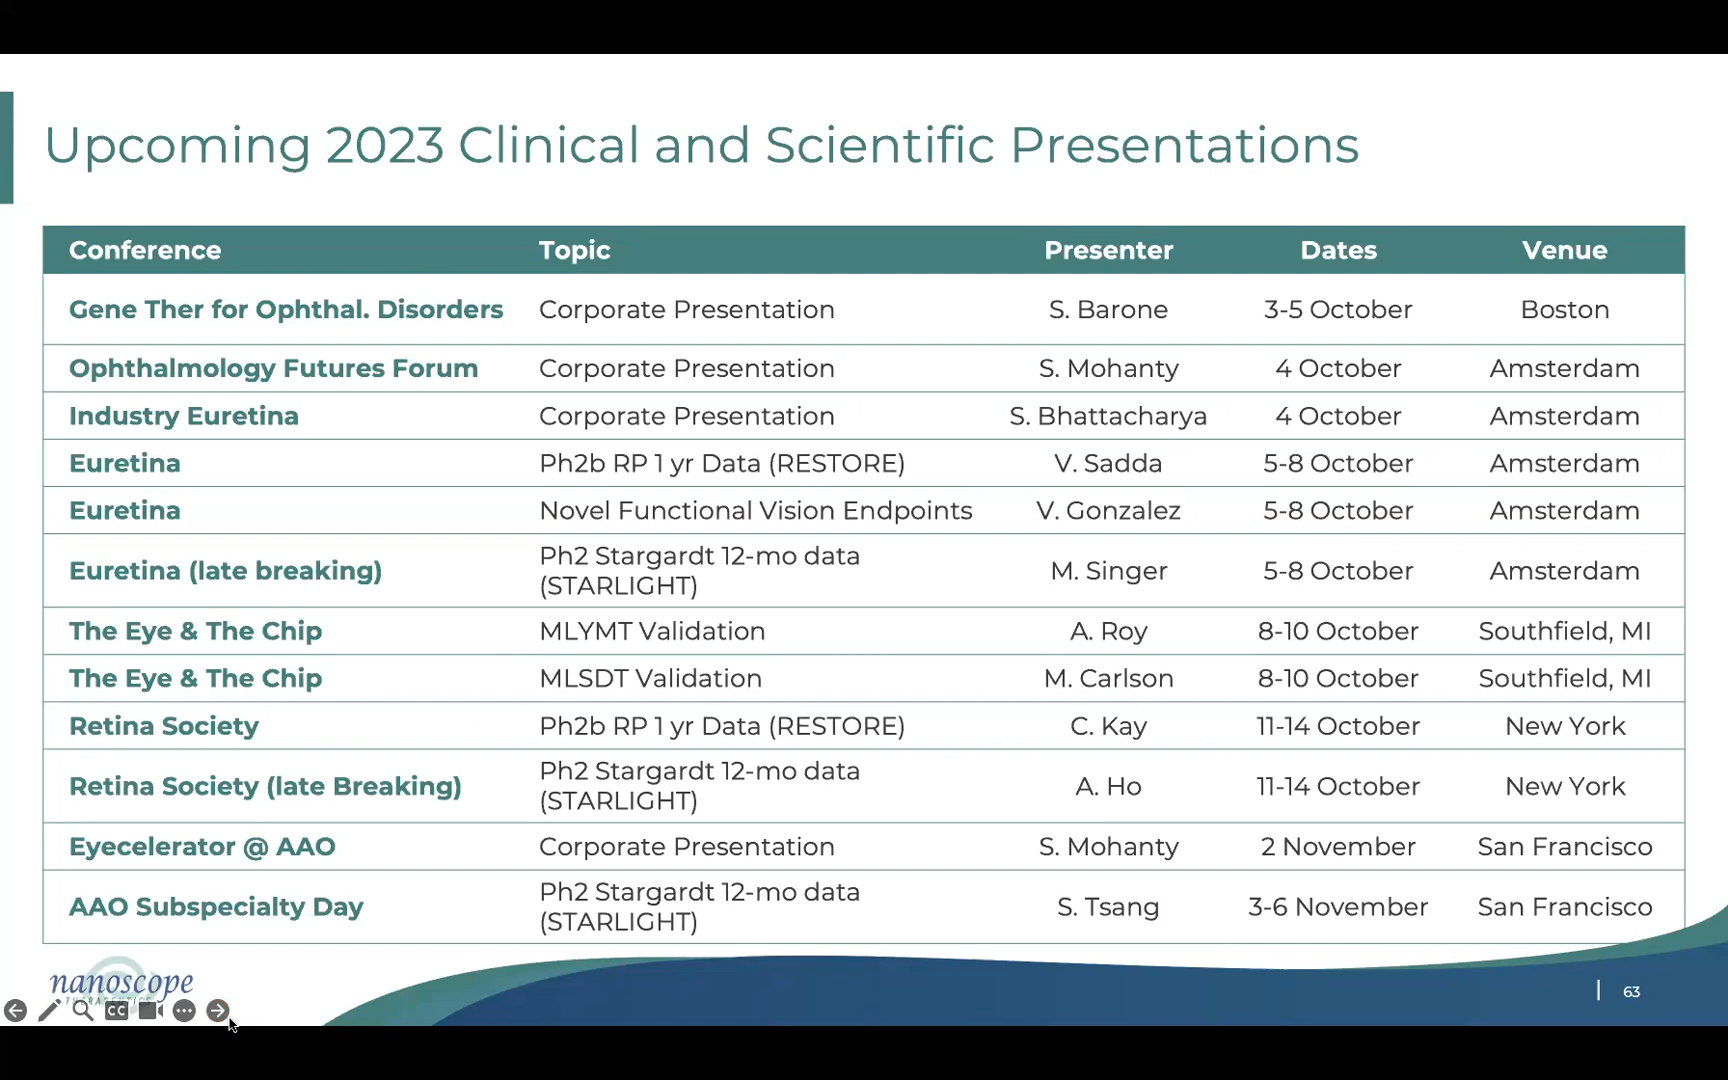 Upcoming 2023 Clinical and Scientific Presentations
Conference Topic Presenter Dates Venue
Gene Ther for Ophthal. Disorders Corporate Presentation S. Barone 3-5 October Boston
Ophthalmology Futures Forum Corporate Presentation S. Mohanty 4 October Amsterdam
Industry Euretina Corporate Presentation S. Bhattacharya 4 October Amsterdam
Euretina Ph2b RP 1 yr Data (RESTORE) V. Sadda 5-8 October Amsterdam
Euretina Novel Functional Vision Endpoints V. Gonzalez 5-8 October Amsterdam
Euretina (late breaking) Ph2 Stargardt 12-mo data
(STARLIGHT) M. Singer 5-8 October Amsterdam
The Eye & The Chip MLYMT Validation A. Roy 8-10 October Southfield, MI
The Eye & The Chip MLSDT Validation M. Carlson 8-10 October Southfield, MI
Retina Society Ph2b RP 1 yr Data (RESTORE) C. Kay 11-14 October New York
Retina Society (late Breaking) Ph2 Stargardt 12-mo data
(STARLIGHT) A. Ho 11-14 October New York
Eyecelerator @ AAO Corporate Presentation S. Mohanty 2 November San Francisco
AAO Subspecialty Day Ph2 Stargardt 12-mo data
(STARLIGHT) S. Tsang 3-6 November San Francisco
nanoscope
THERAPEUTICS
CC
63